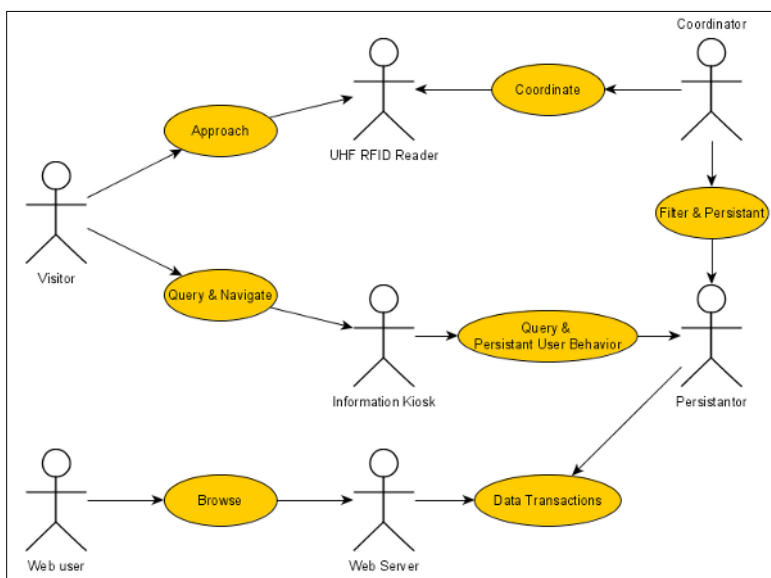 Coordinator
Coordinate
Approach
UHF RFID Reader
Filter & Persistant
Visitor
Query & Navigate
Query &
Persistant User Behavior
Information Kiosk
Persistantor
Browse
Data Transactions
Web user
Web Server